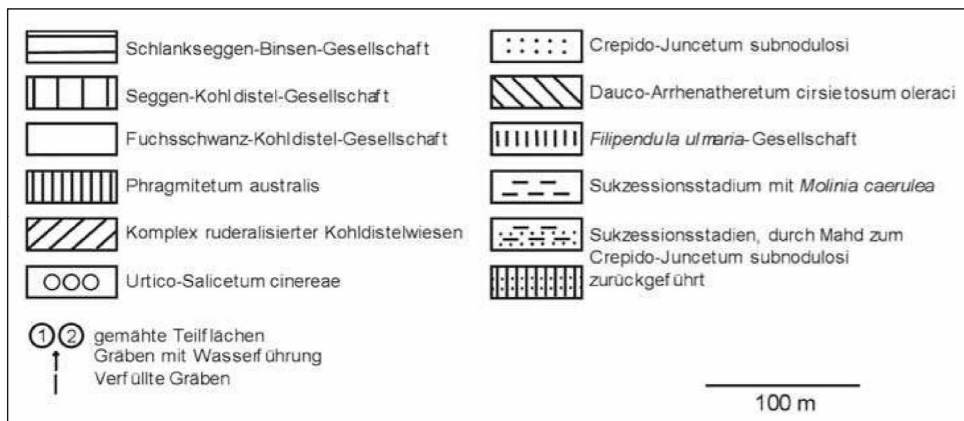 Schlankseggen-Binsen-Gesellschaft
Seggen-Kohldistel-Gesellschaft
Fuchsschwanz-Kohldistel-Gesellschaft
Phragmitetum australis
Komplex ruderalisierter Kohldistelwiesen
Urtico-Salicetum cinereae
① ② gemähte Teilflächen
Gräben mit Wasserführung
Verfüllte Gräben
Crepido-Juncetum subnodulosi
Dauco-Arrhenatheretum cirsietosum oleraci
Filipendula ulmaria-Gesellschaft
Sukzessionsstadium mit Molinia caerulea
Sukzessionsstadien, durch Mahd zum
Crepido-Juncetum subnodulosi
zurückgeführt
100 m